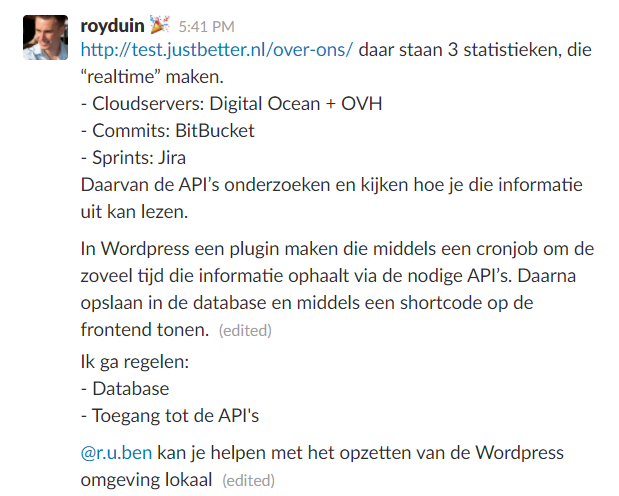 royduin 🎉 5:41 PM
http://test.justbetter.nl/over-ons/ daar staan 3 statistieken, die
“realtime” maken.
- Cloudservers: Digital Ocean + OVH
- Commits: BitBucket
- Sprints: Jira
Daarvan de API’s onderzoeken en kijken hoe je die informatie
uit kan lezen.
In Wordpress een plugin maken die middels een cronjob om de
zoveel tijd die informatie ophaalt via de nodige API’s. Daarna
opslaan in de database en middels een shortcode op de
frontend tonen. (edited)
Ik ga regelen:
- Database
- Toegang tot de API's
@r.u.ben kan je helpen met het opzetten van de Wordpress
omgeving lokaal (edited)